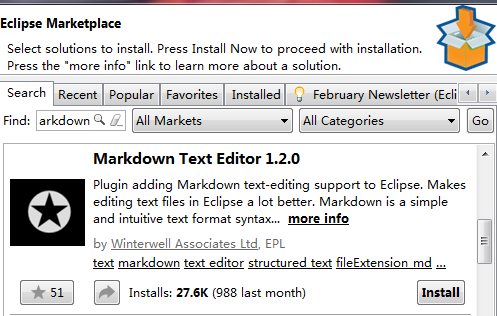 Eclipse Marketplace
Select solutions to install. Press Install Now to proceed with installation.
Press the "more info" link to learn more about a solution.
Search Recent Popular Favorites Installed February Newsletter (Ecli
Find: arkdown All Markets All Categories Go
Markdown Text Editor 1.2.0
Plugin adding Markdown text-editing support to Eclipse. Makes
editing text files in Eclipse a lot better. Markdown is a simple
and intuitive text format syntax... more info
by Winterwell Associates Ltd, EPL
text markdown text editor structured text fileExtension md ...
51 Installs: 27.6K (988 last month) Install